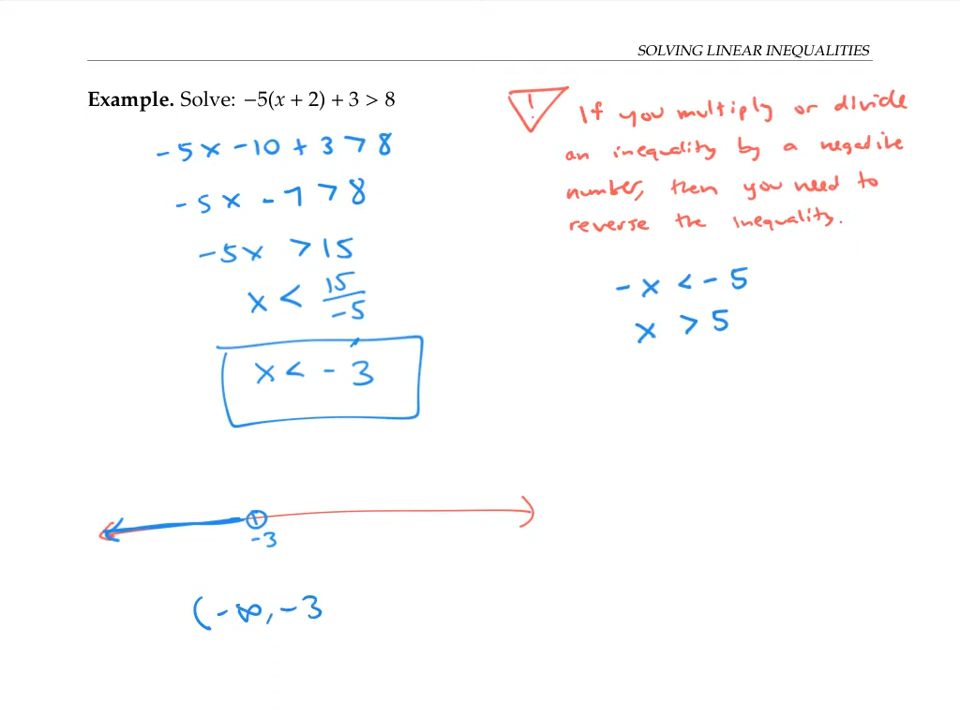 SOLVING LINEAR INEQUALITIES
Example. Solve: −5(x + 2) + 3 > 8
-5x -10 + 3 > 8
-5x - 7 > 8
-5x > 15
x < 15/-5
x < - 3
! If you multiply or divide
an inequality by a negative
number, then you need to
reverse the inequality.
-x < - 5
x > 5
-3
(-∞, -3